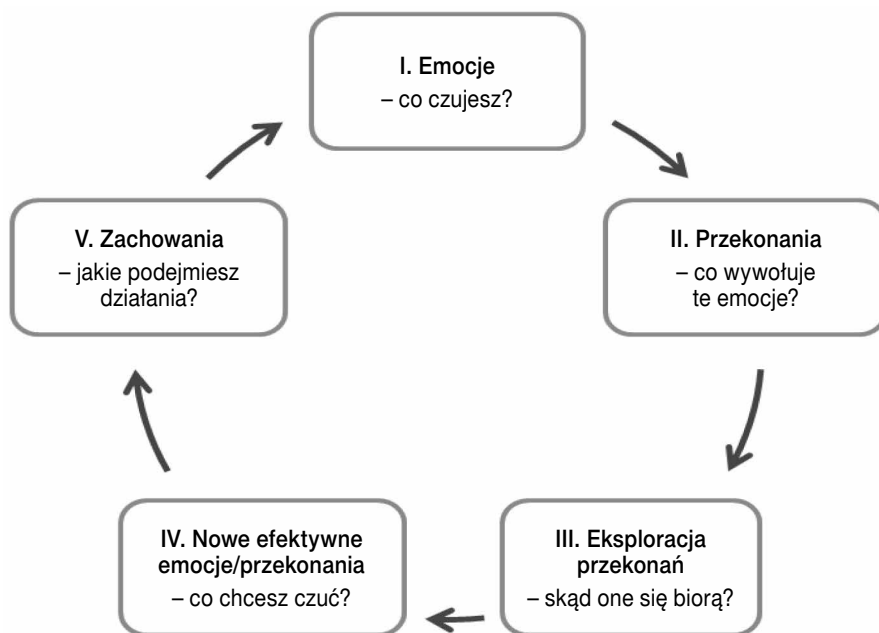 I. Emocje
– co czujesz?
II. Przekonania
– co wywołuje
te emocje?
III. Eksploracja
przekonań
– skąd one się biorą?
IV. Nowe efektywne
emocje/przekonania
– co chcesz czuć?
V. Zachowania
– jakie podejmiesz
działania?